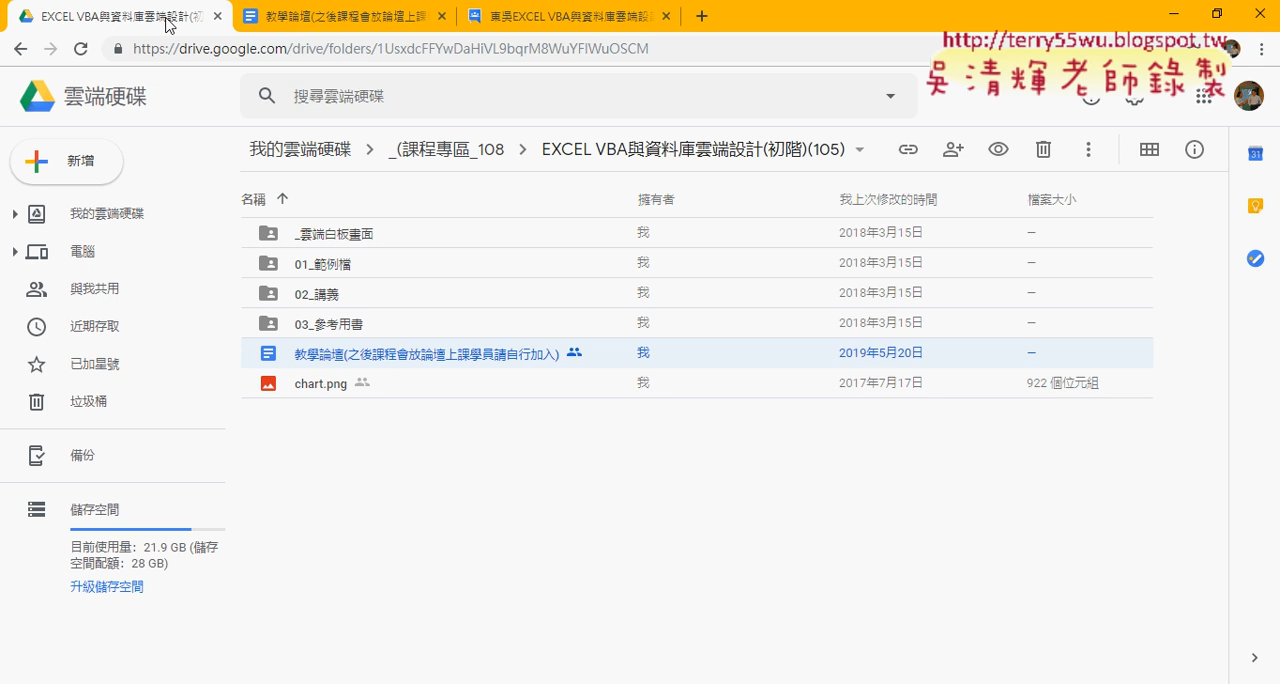 EXCEL VBA與資料庫雲端設計(初
教學論壇(之後課程會放論壇上課
東吳EXCEL VBA與資料庫雲端設
https://drive.google.com/drive/folders/1UsxdcFFYwDaHiVL9bqrM8WuYFIWuOSCM
http://terry55wu.blogspot.tw
吳清輝老師錄製
雲端硬碟
搜尋雲端硬碟
新增
我的雲端硬碟
電腦
與我共用
近期存取
已加星號
垃圾桶
備份
儲存空間
目前使用量：21.9 GB (儲存
空間配額：28 GB)
升級儲存空間
我的雲端硬碟 > _(課程專區_108 > EXCEL VBA與資料庫雲端設計(初階)(105)
名稱 擁有者 我上次修改的時間 檔案大小
_雲端白板畫面 我 2018年3月15日 —
01_範例檔 我 2018年3月15日 —
02_講義 我 2018年3月15日 —
03_參考用書 我 2018年3月15日 —
教學論壇(之後課程會放論壇上課學員請自行加入) 我 2019年5月20日 —
chart.png 我 2017年7月17日 922 個位元組
31